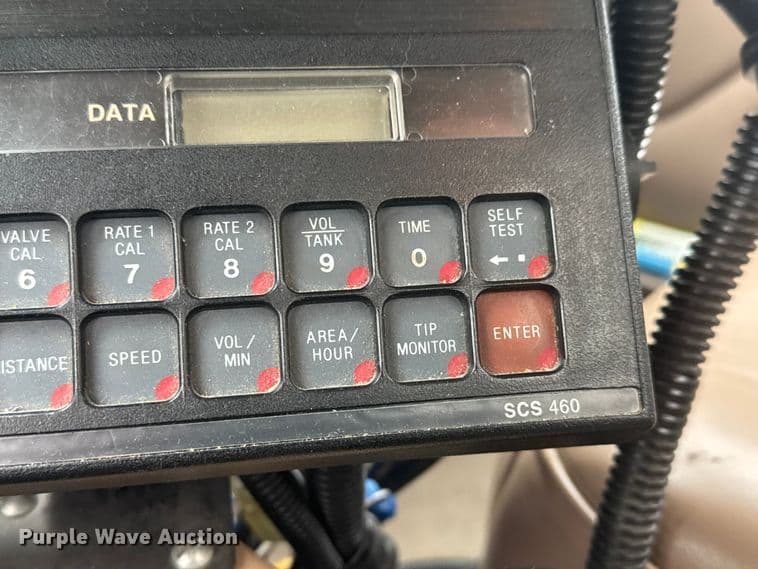 DATA
VALVE
CAL
6
RATE 1
CAL
7
RATE 2
CAL
8
VOL
TANK
9
TIME
0
SELF
TEST
← ·
ISTANCE
SPEED
VOL /
MIN
AREA /
HOUR
TIP
MONITOR
ENTER
SCS 460
Purple Wave Auction